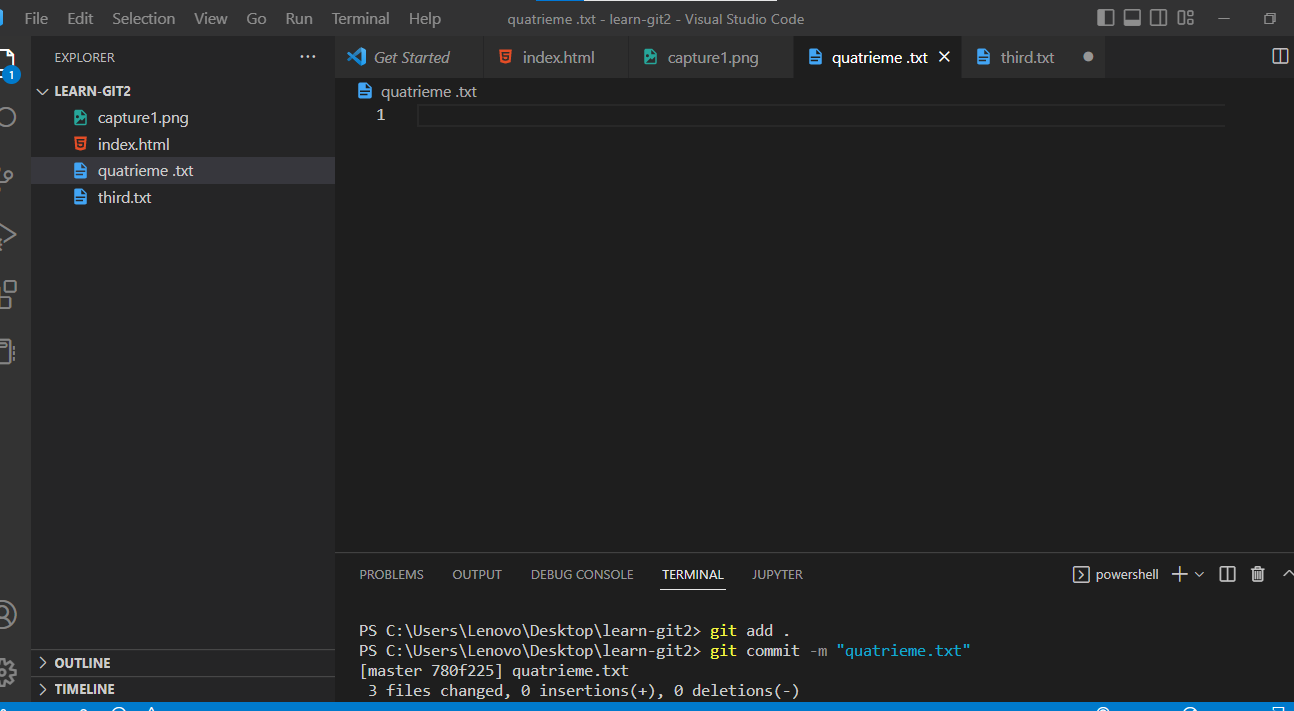 File Edit Selection View Go Run Terminal Help quatrieme .txt - learn-git2 - Visual Studio Code
EXPLORER
Get Started index.html capture1.png quatrieme .txt third.txt
1
LEARN-GIT2
capture1.png
index.html
quatrieme .txt
third.txt
quatrieme .txt
1
PROBLEMS OUTPUT DEBUG CONSOLE TERMINAL JUPYTER powershell
PS C:\Users\Lenovo\Desktop\learn-git2> git add .
PS C:\Users\Lenovo\Desktop\learn-git2> git commit -m "quatrieme.txt"
[master 780f225] quatrieme.txt
3 files changed, 0 insertions(+), 0 deletions(-)
OUTLINE
TIMELINE